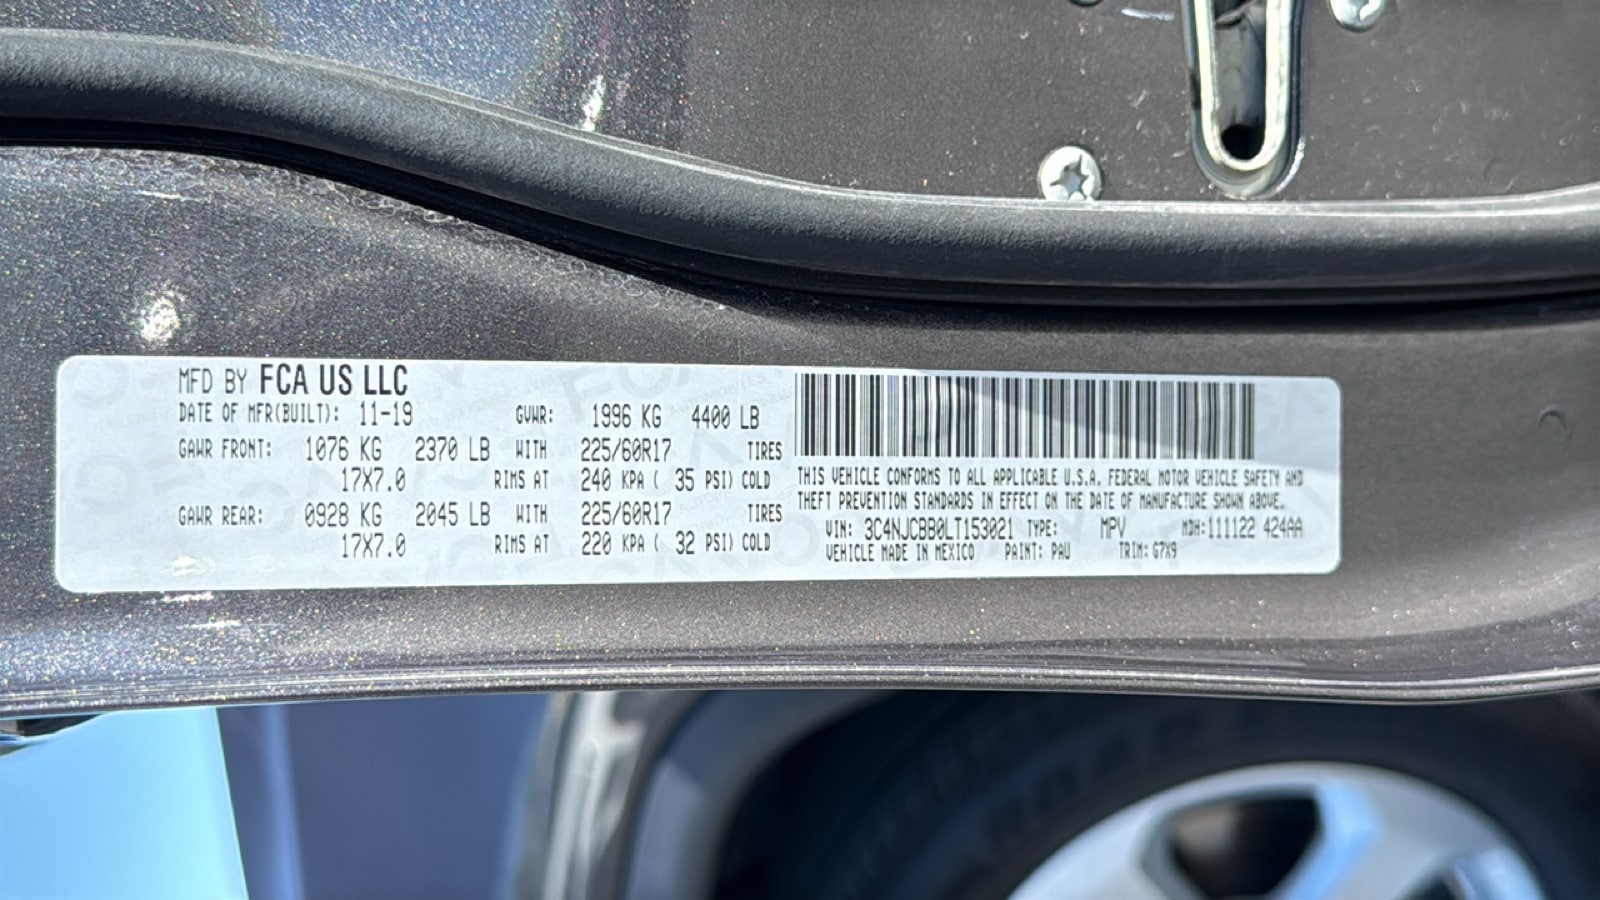 MFD BY FCA US LLC
DATE OF MFR(BUILT): 11-19 GVWR: 1996 KG 4400 LB
GAWR FRONT: 1076 KG 2370 LB WITH 225/60R17 TIRES
17X7.0 RIMS AT 240 KPA ( 35 PSI) COLD
GAWR REAR: 0928 KG 2045 LB WITH 225/60R17 TIRES
17X7.0 RIMS AT 220 KPA ( 32 PSI) COLD
THIS VEHICLE CONFORMS TO ALL APPLICABLE U.S.A. FEDERAL MOTOR VEHICLE SAFETY AND
THEFT PREVENTION STANDARDS IN EFFECT ON THE DATE OF MANUFACTURE SHOWN ABOVE.
VIN: 3C4NJCBB0LT153021 TYPE: MPV MDH:111122 424AA
VEHICLE MADE IN MEXICO PAINT: PAU TRIM: G7X9